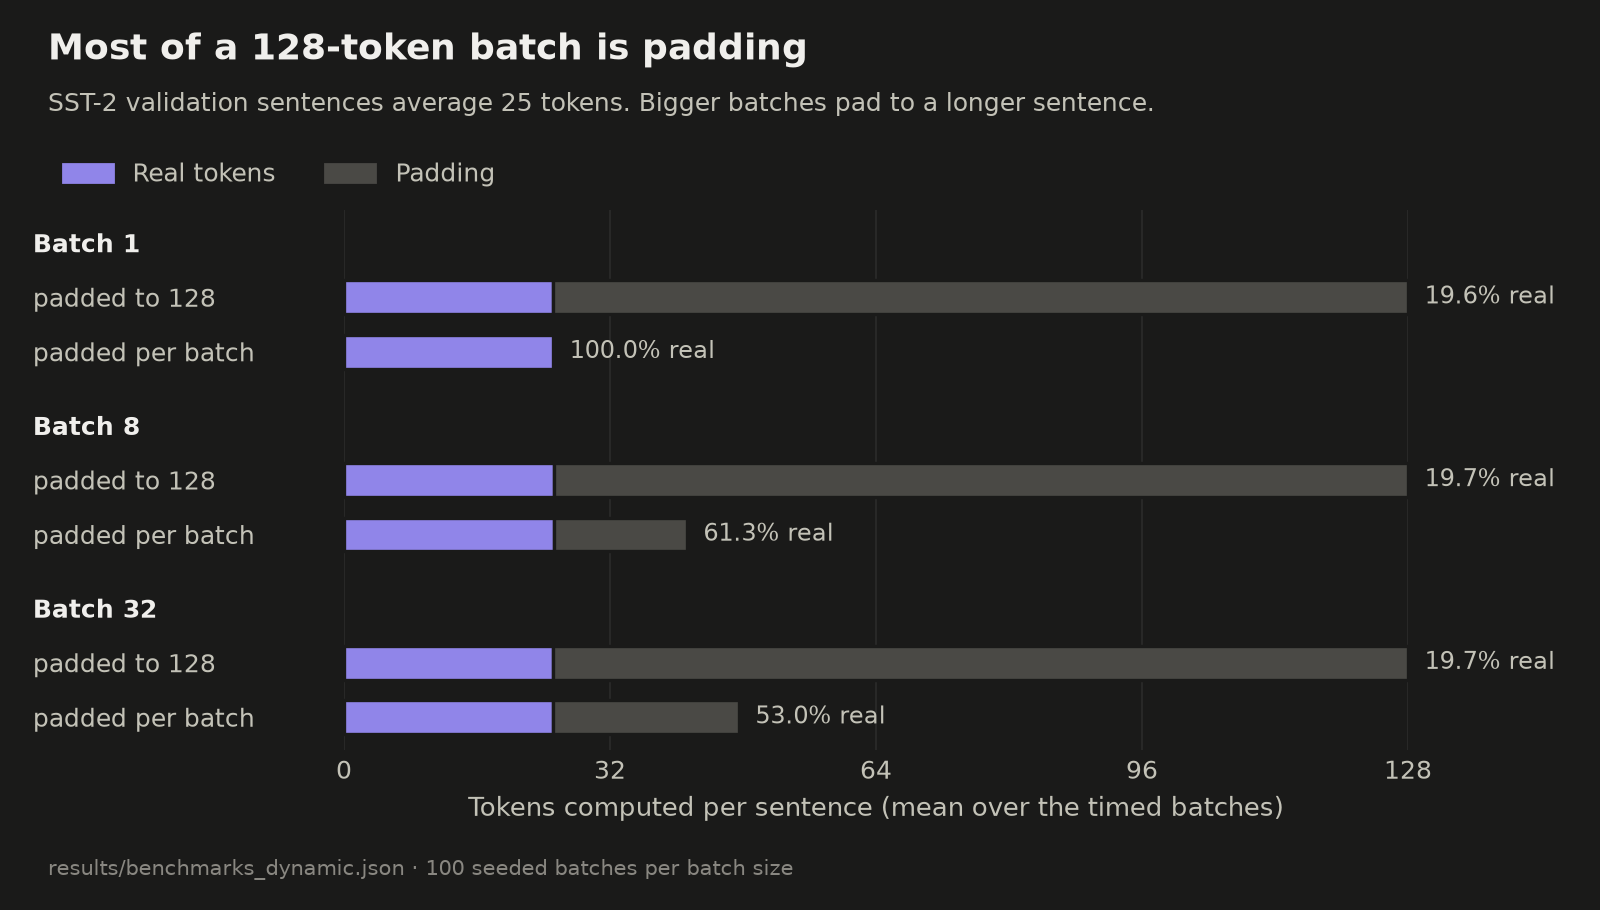 Most of a 128-token batch is padding
SST-2 validation sentences average 25 tokens. Bigger batches pad to a longer sentence.
Real tokens
Padding
Batch 1
padded to 128
19.6% real
padded per batch
100.0% real
Batch 8
padded to 128
19.7% real
padded per batch
61.3% real
Batch 32
padded to 128
19.7% real
padded per batch
53.0% real
0 32 64 96 128
Tokens computed per sentence (mean over the timed batches)
results/benchmarks_dynamic.json · 100 seeded batches per batch size